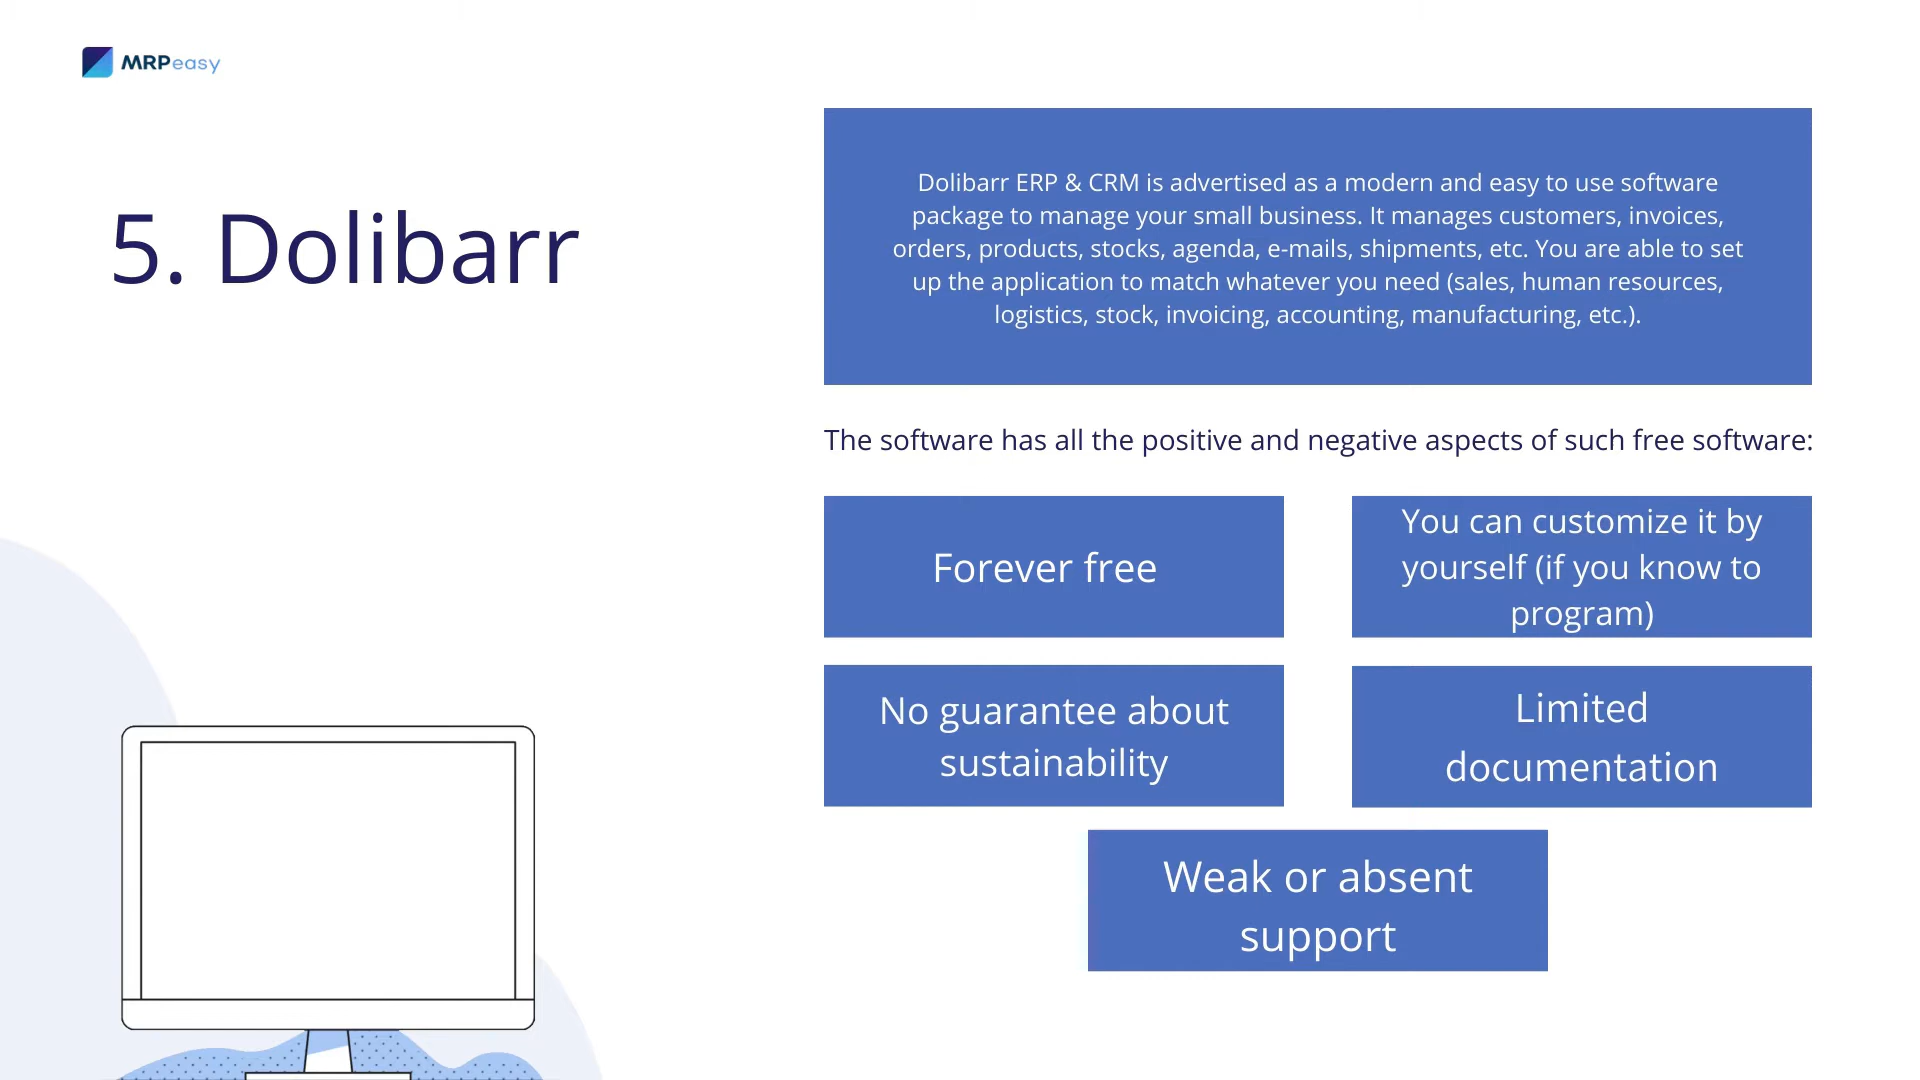 MRPeasy
5. Dolibarr
Dolibarr ERP & CRM is advertised as a modern and easy to use software
package to manage your small business. It manages customers, invoices,
orders, products, stocks, agenda, e-mails, shipments, etc. You are able to set
up the application to match whatever you need (sales, human resources,
logistics, stock, invoicing, accounting, manufacturing, etc.).
The software has all the positive and negative aspects of such free software:
Forever free
You can customize it by
yourself (if you know to
program)
No guarantee about
sustainability
Limited
documentation
Weak or absent
support